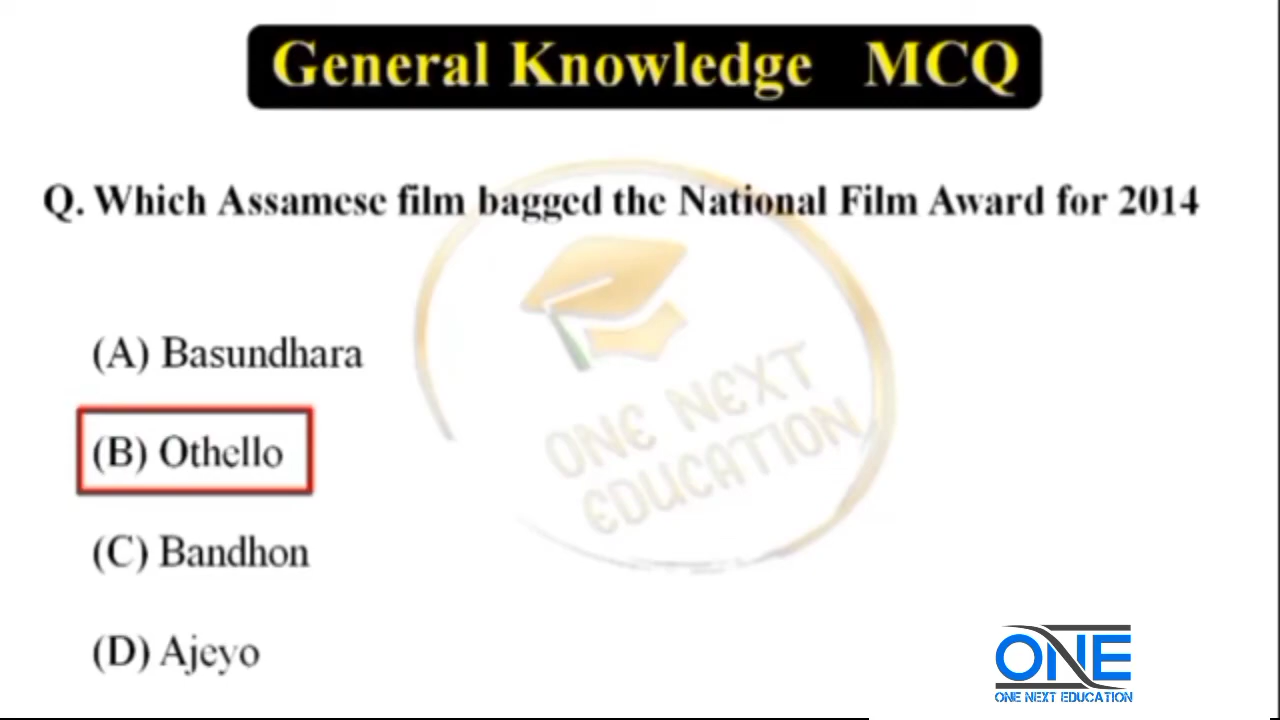 General Knowledge MCQ
Q. Which Assamese film bagged the National Film Award for 2014
(A) Basundhara
(B) Othello
(C) Bandhon
(D) Ajeyo
ONE NEXT
EDUCATION
ONE
ONE NEXT EDUCATION